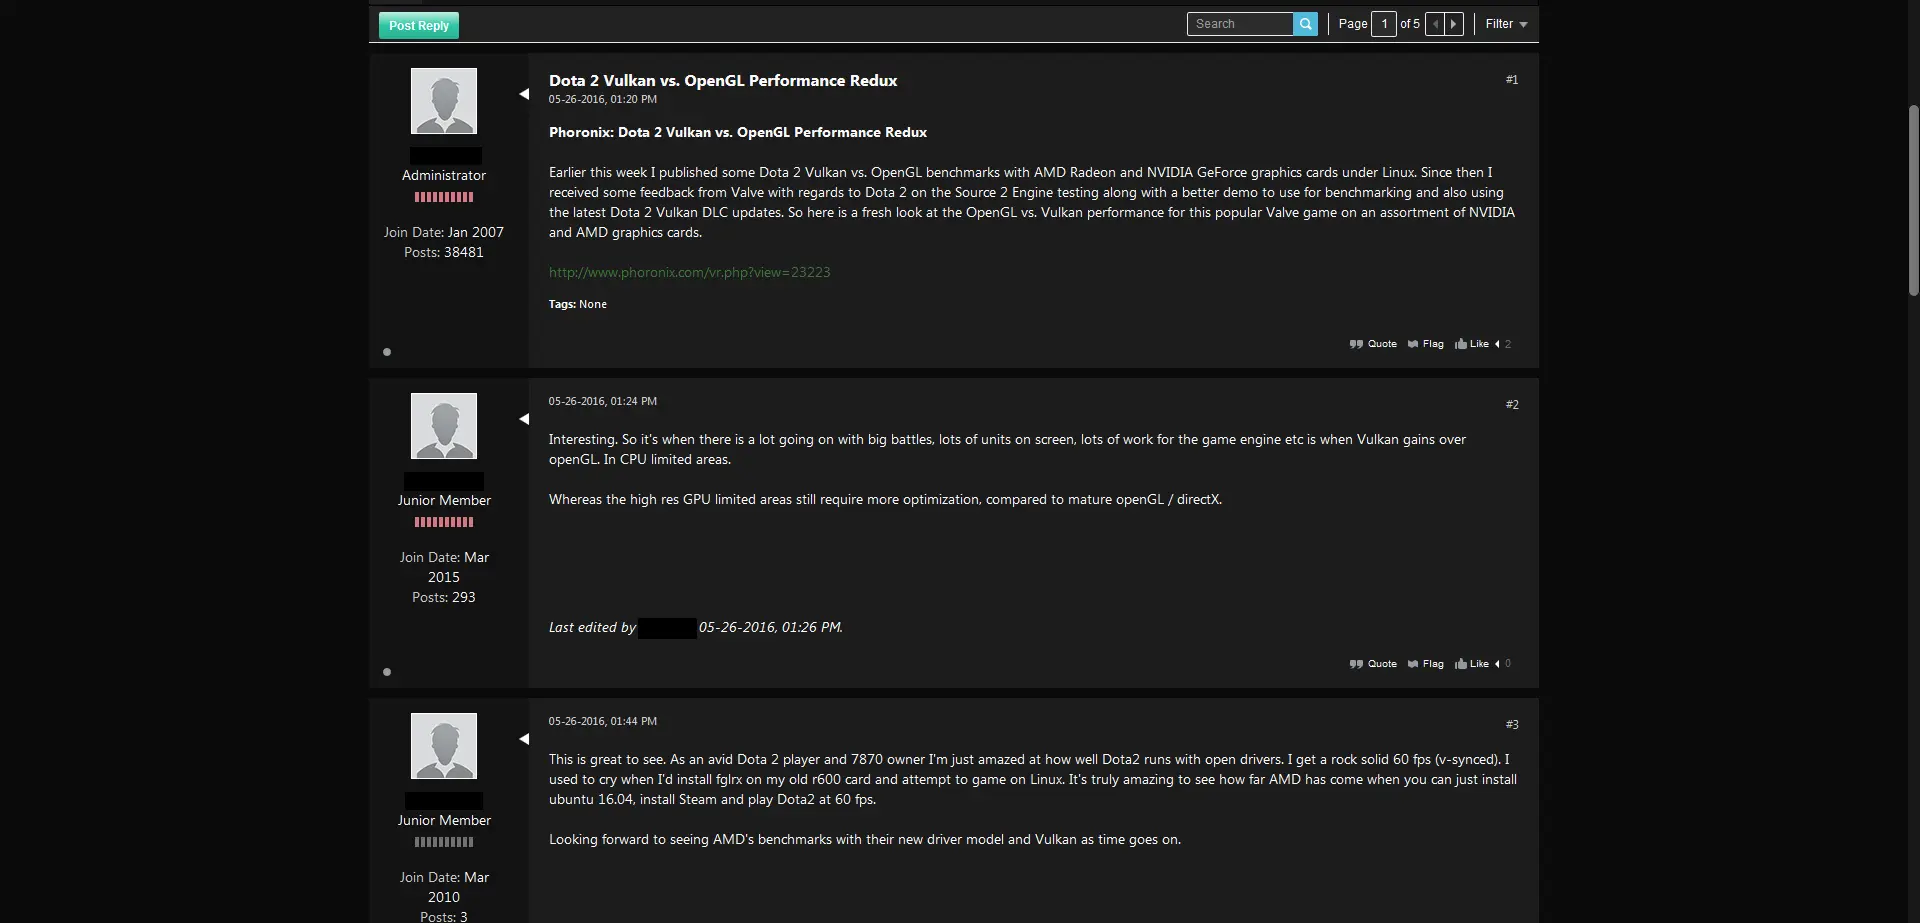 Post Reply
Search
Page 1 of 5
Filter
Administrator
Join Date: Jan 2007
Posts: 38481
Dota 2 Vulkan vs. OpenGL Performance Redux
#1
05-26-2016, 01:20 PM
Phoronix: Dota 2 Vulkan vs. OpenGL Performance Redux
Earlier this week I published some Dota 2 Vulkan vs. OpenGL benchmarks with AMD Radeon and NVIDIA GeForce graphics cards under Linux. Since then I
received some feedback from Valve with regards to Dota 2 on the Source 2 Engine testing along with a better demo to use for benchmarking and also using
the latest Dota 2 Vulkan DLC updates. So here is a fresh look at the OpenGL vs. Vulkan performance for this popular Valve game on an assortment of NVIDIA
and AMD graphics cards.
http://www.phoronix.com/vr.php?view=23223
Tags: None
Quote Flag Like 2
Junior Member
Join Date: Mar
2015
Posts: 293
05-26-2016, 01:24 PM
#2
Interesting. So it's when there is a lot going on with big battles, lots of units on screen, lots of work for the game engine etc is when Vulkan gains over
openGL. In CPU limited areas.
Whereas the high res GPU limited areas still require more optimization, compared to mature openGL / directX.
Last edited by 05-26-2016, 01:26 PM.
Quote Flag Like 0
Junior Member
Join Date: Mar
2010
Posts: 3
05-26-2016, 01:44 PM
#3
This is great to see. As an avid Dota 2 player and 7870 owner I'm just amazed at how well Dota2 runs with open drivers. I get a rock solid 60 fps (v-synced). I
used to cry when I'd install fglrx on my old r600 card and attempt to game on Linux. It's truly amazing to see how far AMD has come when you can just install
ubuntu 16.04, install Steam and play Dota2 at 60 fps.
Looking forward to seeing AMD's benchmarks with their new driver model and Vulkan as time goes on.